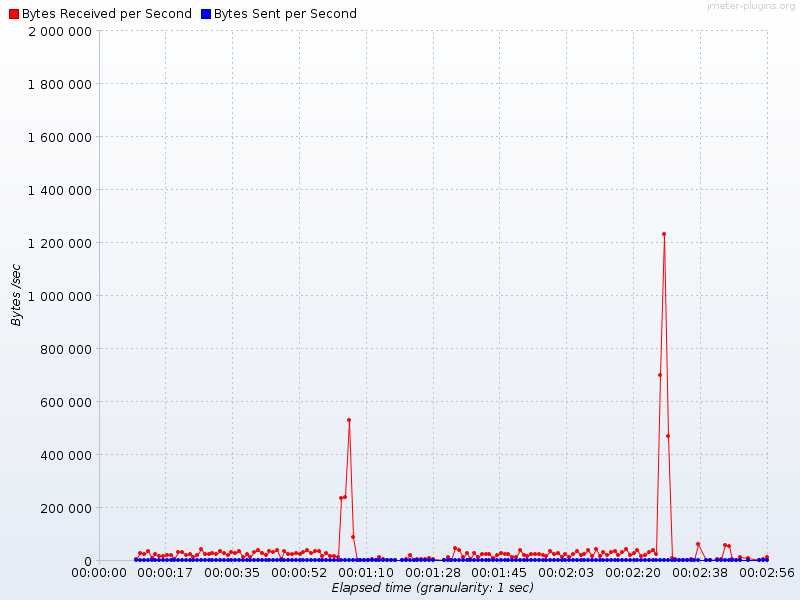 jmeter-plugins.org
Bytes Received per Second Bytes Sent per Second
2 000 000
1 800 000
1 600 000
1 400 000
1 200 000
1 000 000
800 000
600 000
400 000
200 000
0
Bytes /sec
00:00:00 00:00:17 00:00:35 00:00:52 00:01:10 00:01:28 00:01:45 00:02:03 00:02:20 00:02:38 00:02:56
Elapsed time (granularity: 1 sec)